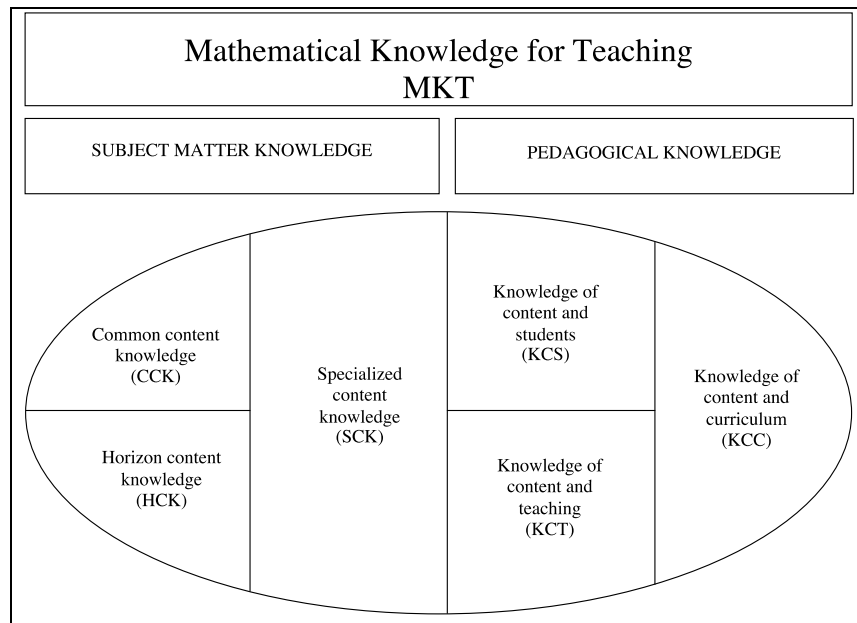 Mathematical Knowledge for Teaching
MKT
SUBJECT MATTER KNOWLEDGE
PEDAGOGICAL KNOWLEDGE
Common content
knowledge
(CCK)
Horizon content
knowledge
(HCK)
Specialized
content
knowledge
(SCK)
Knowledge of
content and
students
(KCS)
Knowledge of
content and
teaching
(KCT)
Knowledge of
content and
curriculum
(KCC)